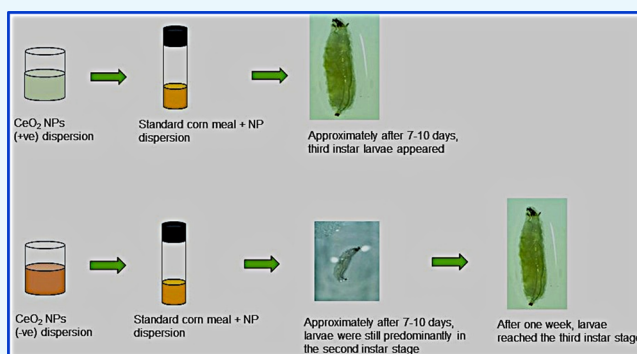 CeO2 NPs
(+ve) dispersion
Standard corn meal + NP
dispersion
Approximately after 7-10 days,
third instar larvae appeared
CeO2 NPs
(-ve) dispersion
Standard corn meal + NP
dispersion
Approximately after 7-10 days,
larvae were still predominantly in
the second instar stage
After one week, larvae
reached the third instar stage